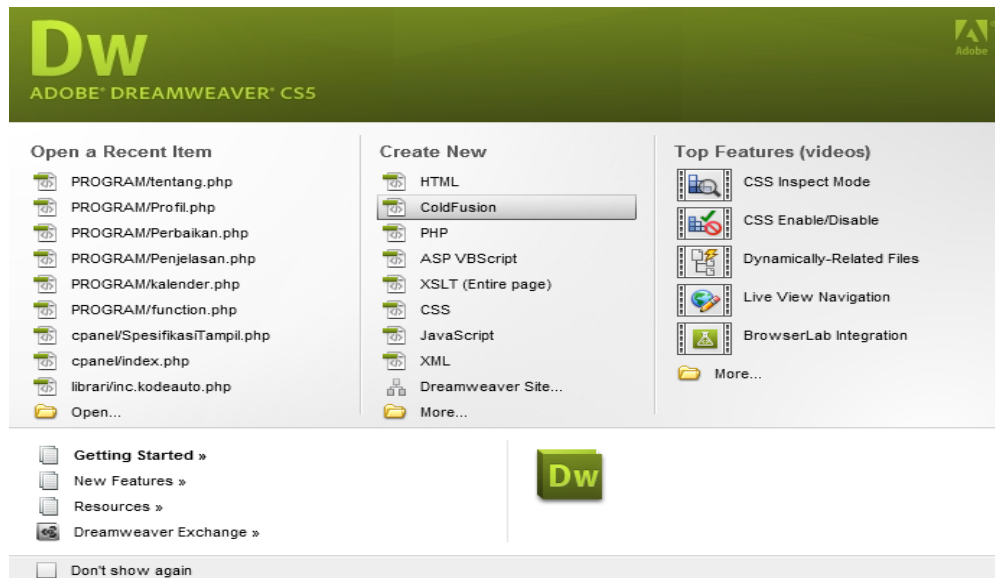 Dw
Adobe
ADOBE® DREAMWEAVER® CS5
Open a Recent Item
PROGRAM/tentang.php
PROGRAM/Profil.php
PROGRAM/Perbaikan.php
PROGRAM/Penjelasan.php
PROGRAM/kalender.php
PROGRAM/function.php
cpanel/SpesifikasiTampil.php
cpanel/index.php
librari/inc.kodeauto.php
Open...
Create New
HTML
ColdFusion
PHP
ASP VBScript
XSLT (Entire page)
CSS
JavaScript
XML
Dreamweaver Site...
More...
Top Features (videos)
CSS Inspect Mode
CSS Enable/Disable
Dynamically-Related Files
Live View Navigation
BrowserLab Integration
More...
Getting Started »
New Features »
Resources »
Dreamweaver Exchange »
Dw
Don't show again